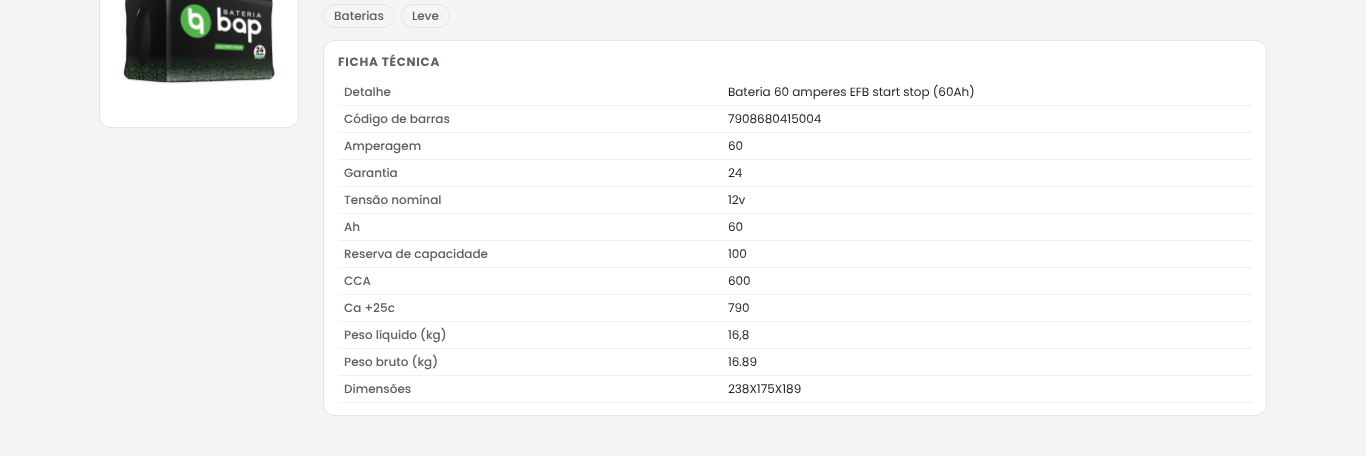 BATERIA
bap
24
Baterias Leve
FICHA TÉCNICA
Detalhe Bateria 60 amperes EFB start stop (60Ah)
Código de barras 7908680415004
Amperagem 60
Garantia 24
Tensão nominal 12v
Ah 60
Reserva de capacidade 100
CCA 600
Ca +25c 790
Peso líquido (kg) 16,8
Peso bruto (kg) 16.89
Dimensões 238X175X189